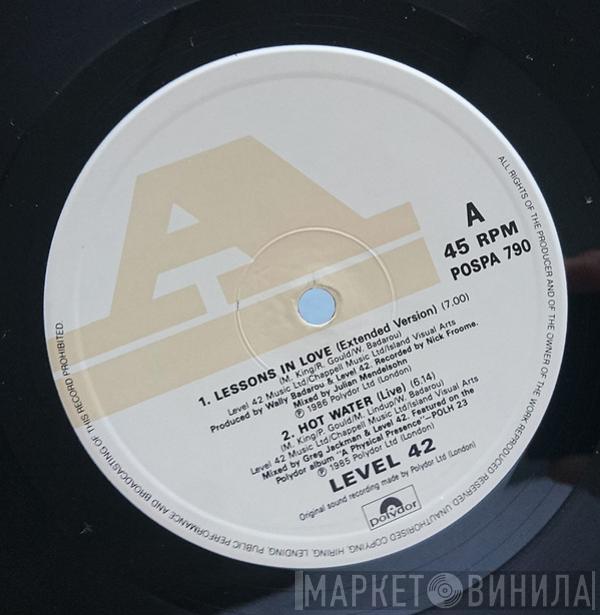 A
A
45 RPM
POSPA 790
1. LESSONS IN LOVE (Extended Version) (7.00)
(M. King/R. Gould/W. Badarou)
Level 42 Music Ltd/Chappell Music Ltd/Island Visual Arts
Produced by Wally Badarou & Level 42. Recorded by Nick Froome.
Mixed by Julian Mendelsohn
Ⓟ 1986 Polydor Ltd (London)
2. HOT WATER (Live) (6.14)
(M. King/P. Gould/M. Lindup/W. Badarou)
Level 42 Music Ltd/Chappell Music Ltd/Island Visual Arts
Mixed by Greg Jackman & Level 42. Featured on the
Polydor album "A Physical Presence"—POLH 23
Ⓟ 1985 Polydor Ltd (London)
LEVEL 42
Original sound recording made by Polydor Ltd (London)
polydor
ALL RIGHTS OF THE PRODUCER AND OF THE OWNER OF THE WORK REPRODUCED RESERVED. UNAUTHORISED COPYING, HIRING, LENDING, PUBLIC PERFORMANCE AND BROADCASTING OF THIS RECORD PROHIBITED.
МАРКЕТ ВИНИЛА